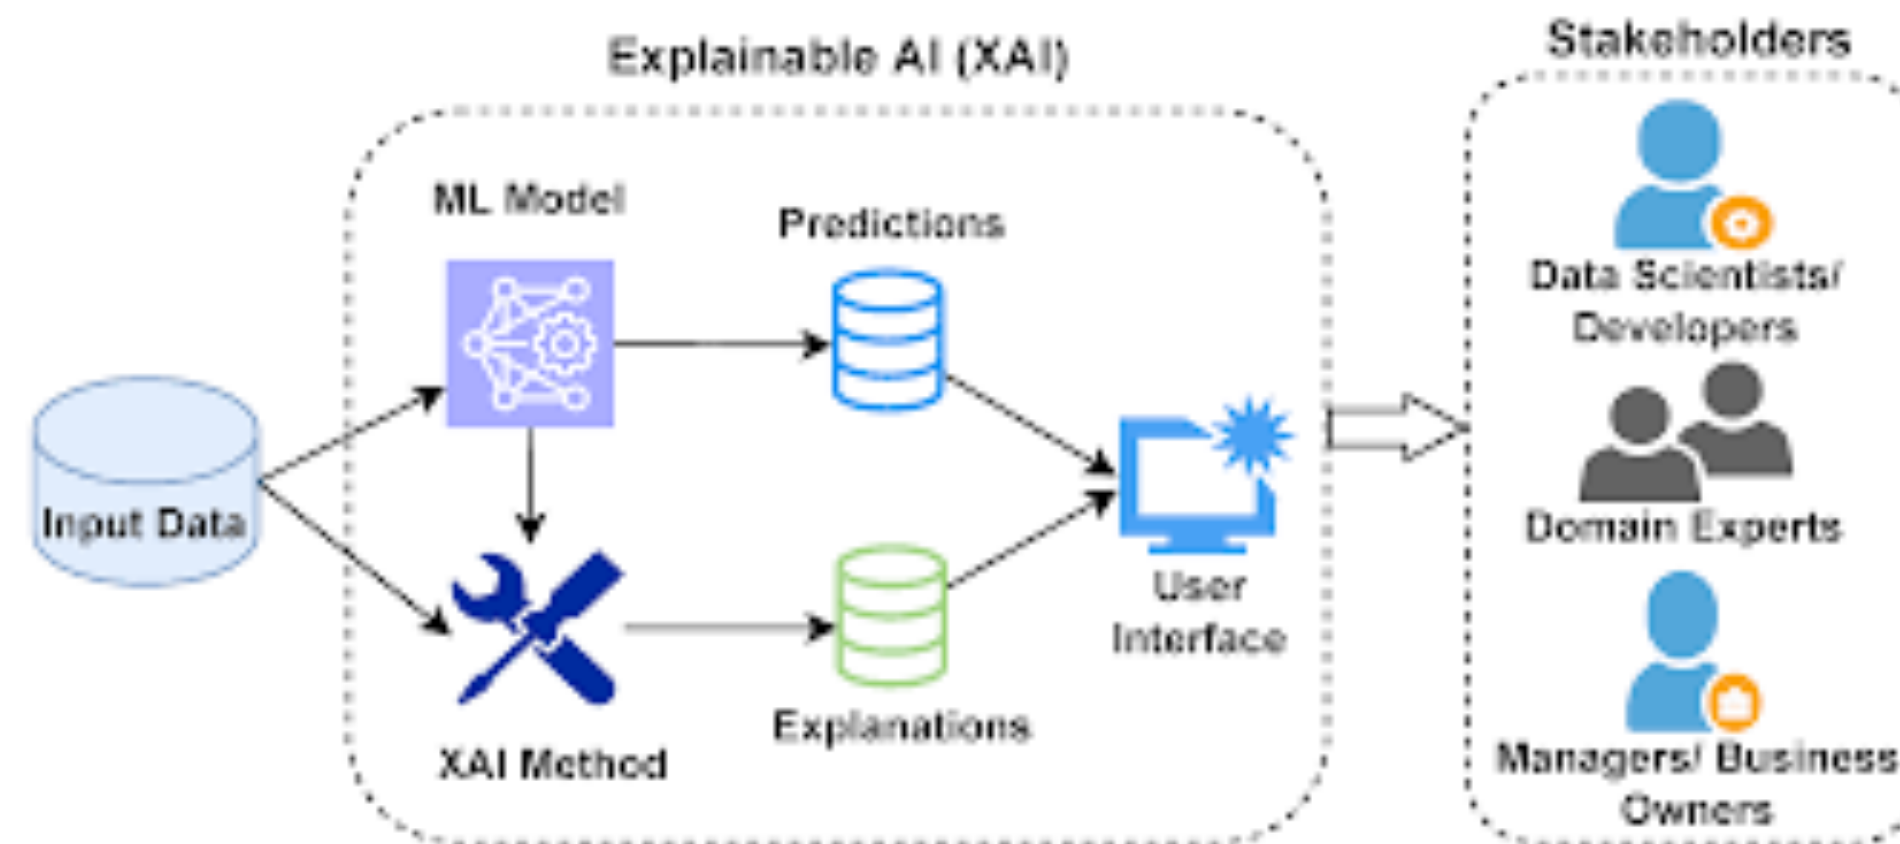 Explainable AI (XAI)
Stakeholders
ML Model
Predictions
Input Data
XAI Method
Explanations
User
Interface
Data Scientists/
Developers
Domain Experts
Managers/ Business
Owners